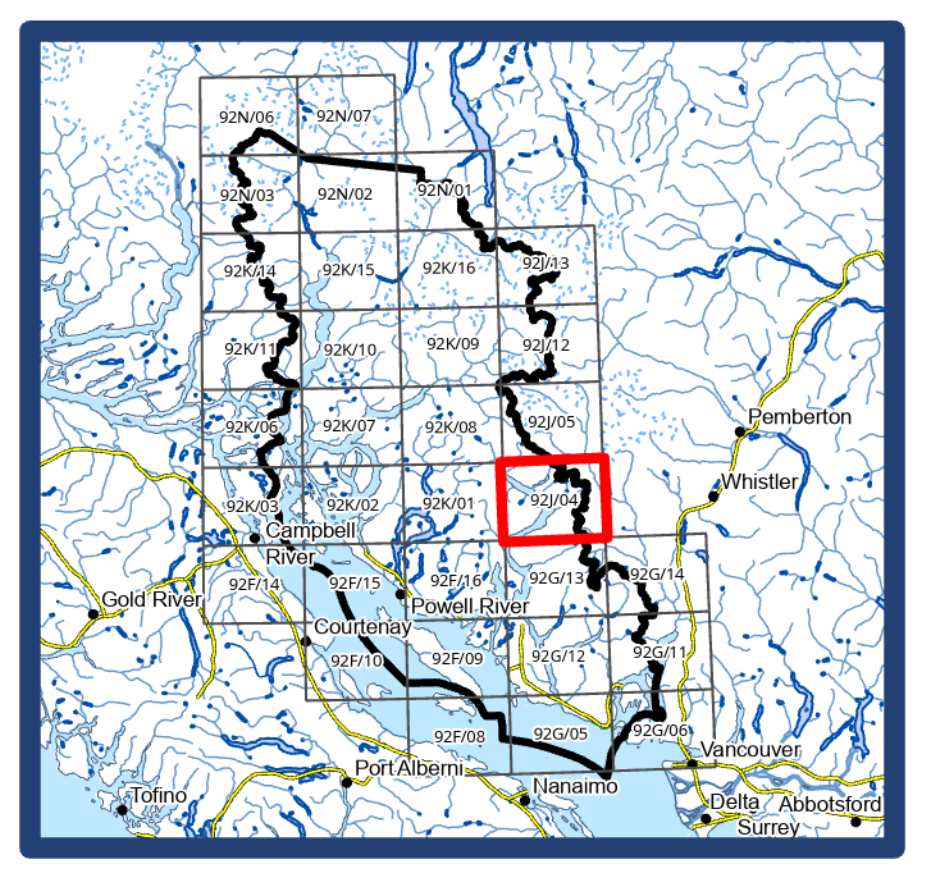 92N/06
92N/07
92N/03
92N/02
92N/01
92K/14
92K/15
92K/16
92J/13
92K/11
92K/10
92K/09
92J/12
92K/06
92K/07
92K/08
92J/05
Pemberton
Whistler
92K/03
92K/02
92K/01
92J/04
Campbell
River
92F/14
92F/15
92F/16
92G/13
92G/14
Gold River
Powell River
Courtenay
92F/10
92F/09
92G/12
92G/11
92F/08
92G/05
92G/06
Vancouver
Port Alberni
Nanaimo
Tofino
Delta
Abbotsford
Surrey